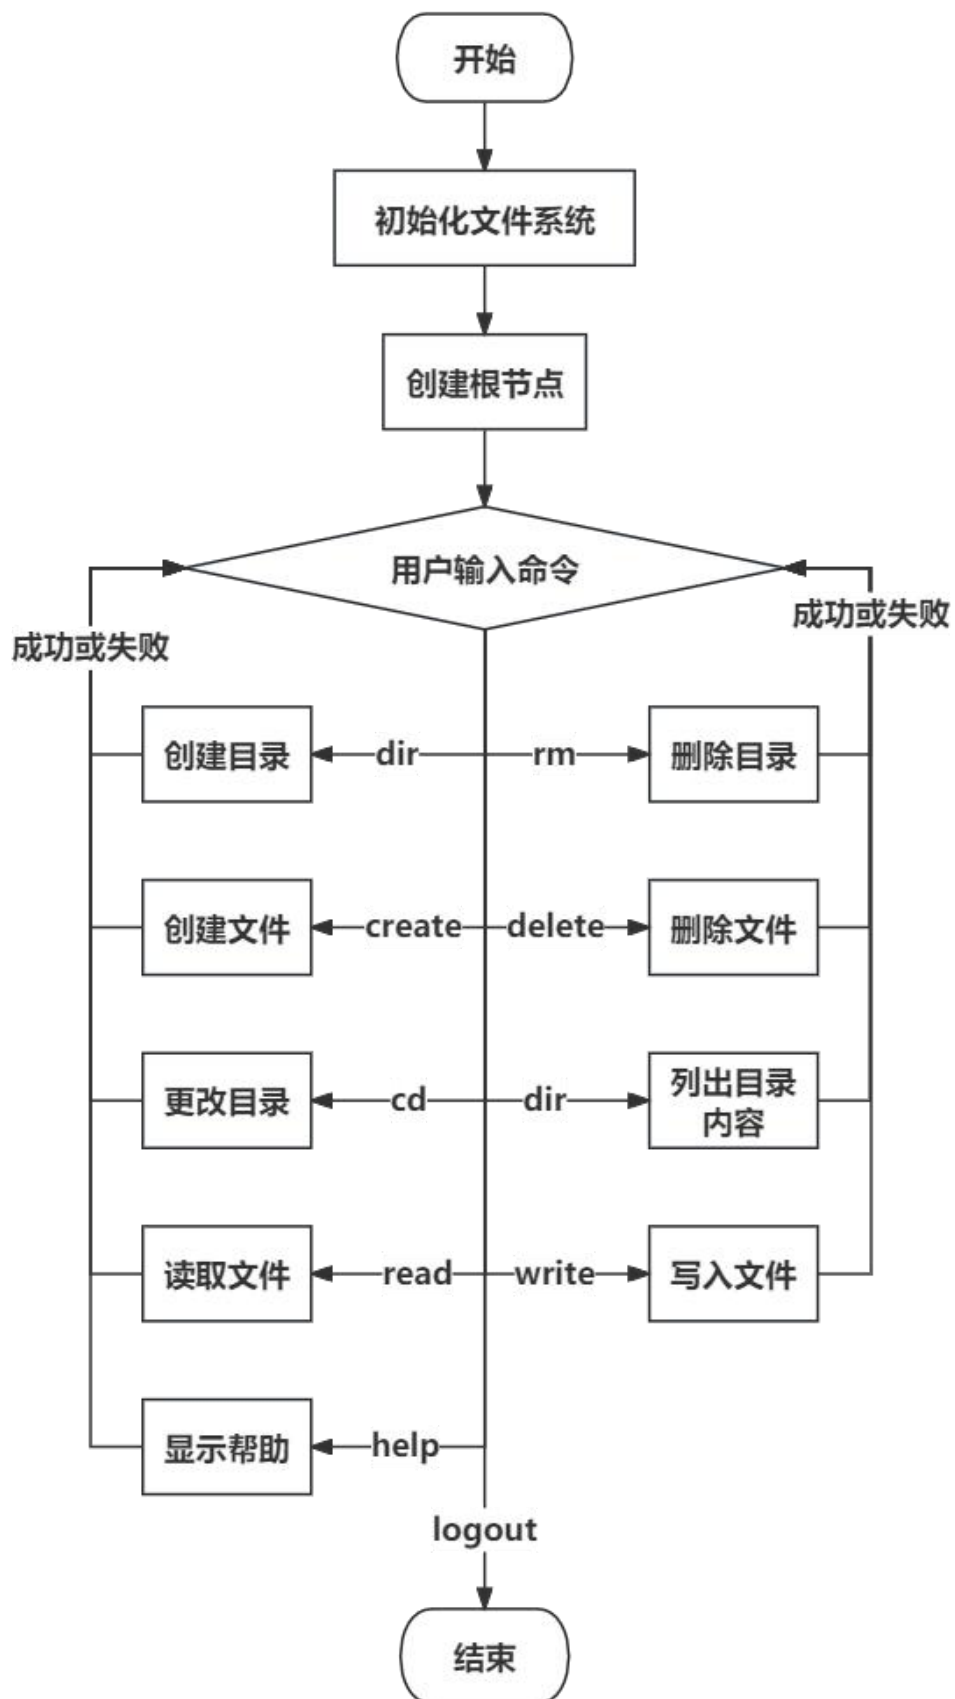 开始
初始化文件系统
创建根节点
用户输入命令
成功或失败
成功或失败
创建目录
dir
rm
删除目录
创建文件
create
delete
删除文件
更改目录
cd
dir
列出目录
内容
读取文件
read
write
写入文件
显示帮助
help
logout
结束